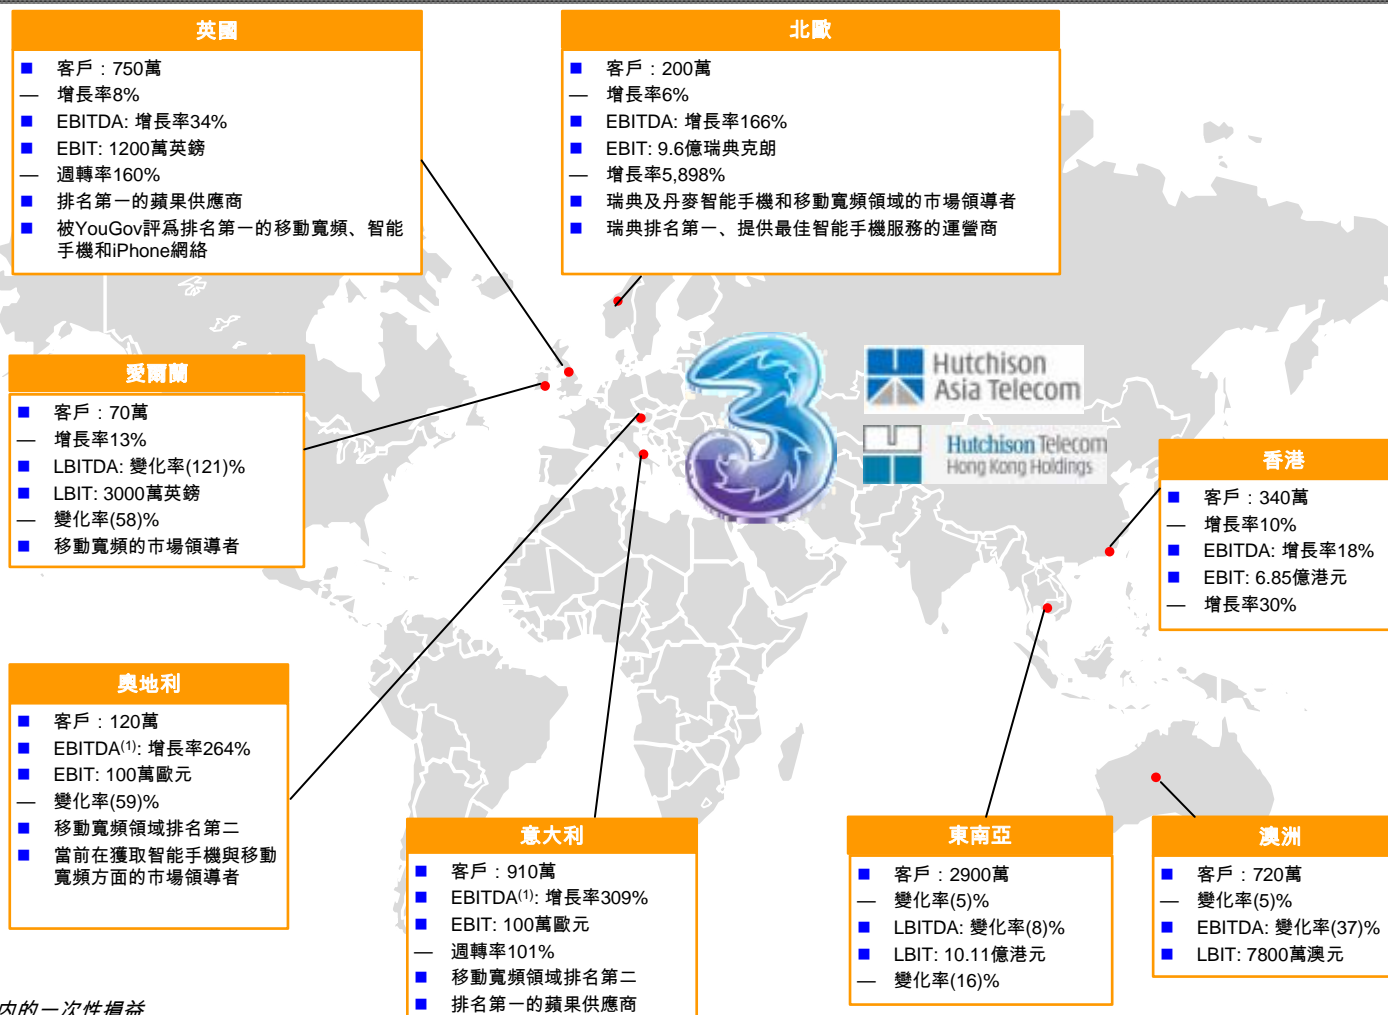 英國
客戶：750萬
— 增長率8%
EBITDA: 增長率34%
EBIT: 1200萬英鎊
— 週轉率160%
排名第一的蘋果供應商
被YouGov評爲排名第一的移動寬頻、智能
手機和iPhone網絡
北歐
客戶：200萬
— 增長率6%
EBITDA: 增長率166%
EBIT: 9.6億瑞典克朗
— 增長率5,898%
瑞典及丹麥智能手機和移動寬頻領域的市場領導者
瑞典排名第一、提供最佳智能手機服務的運營商
愛爾蘭
客戶：70萬
— 增長率13%
LBITDA: 變化率(121)%
LBIT: 3000萬英鎊
— 變化率(58)%
移動寬頻的市場領導者
3
Hutchison
Asia Telecom
Hutchison Telecom
Hong Kong Holdings
香港
客戶：340萬
— 增長率10%
EBITDA: 增長率18%
EBIT: 6.85億港元
— 增長率30%
奧地利
客戶：120萬
EBITDA(1): 增長率264%
EBIT: 100萬歐元
— 變化率(59)%
移動寬頻領域排名第二
當前在獲取智能手機與移動
寬頻方面的市場領導者
意大利
客戶：910萬
EBITDA(1): 增長率309%
EBIT: 100萬歐元
— 週轉率101%
移動寬頻領域排名第二
排名第一的蘋果供應商
東南亞
客戶：2900萬
— 變化率(5)%
LBITDA: 變化率(8)%
LBIT: 10.11億港元
— 變化率(16)%
澳洲
客戶：720萬
— 變化率(5)%
EBITDA: 變化率(37)%
LBIT: 7800萬澳元
内的一次性損益